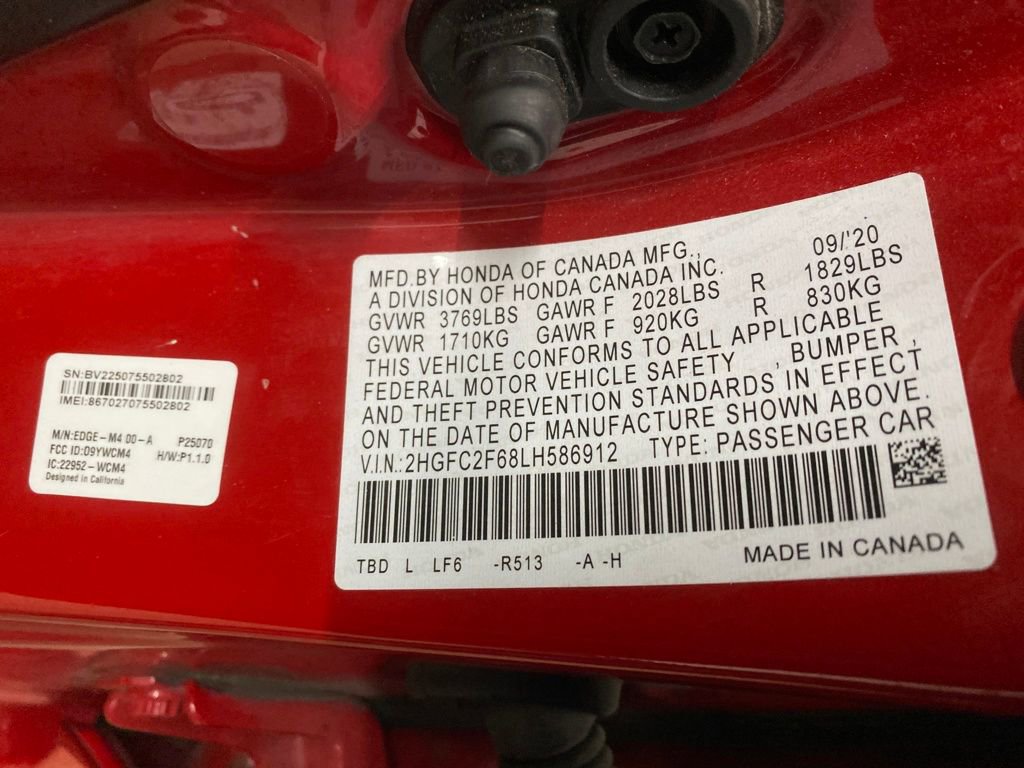 SN:BV225075502802
IMEI:867027075502802
M/N:EDGE-M4 00-A P25070
FCC ID:D9YWCM4 H/W:P1.1.0
IC:22952-WCM4
Designed in California
MFD.BY HONDA OF CANADA MFG., 09/'20
A DIVISION OF HONDA CANADA INC.
GVWR 3769LBS GAWR F 2028LBS R 1829LBS
GVWR 1710KG GAWR F 920KG R 830KG
THIS VEHICLE CONFORMS TO ALL APPLICABLE
FEDERAL MOTOR VEHICLE SAFETY, BUMPER,
AND THEFT PREVENTION STANDARDS IN EFFECT
ON THE DATE OF MANUFACTURE SHOWN ABOVE.
V.I.N.:2HGFC2F68LH586912 TYPE: PASSENGER CAR
TBD L LF6 -R513 -A -H
MADE IN CANADA